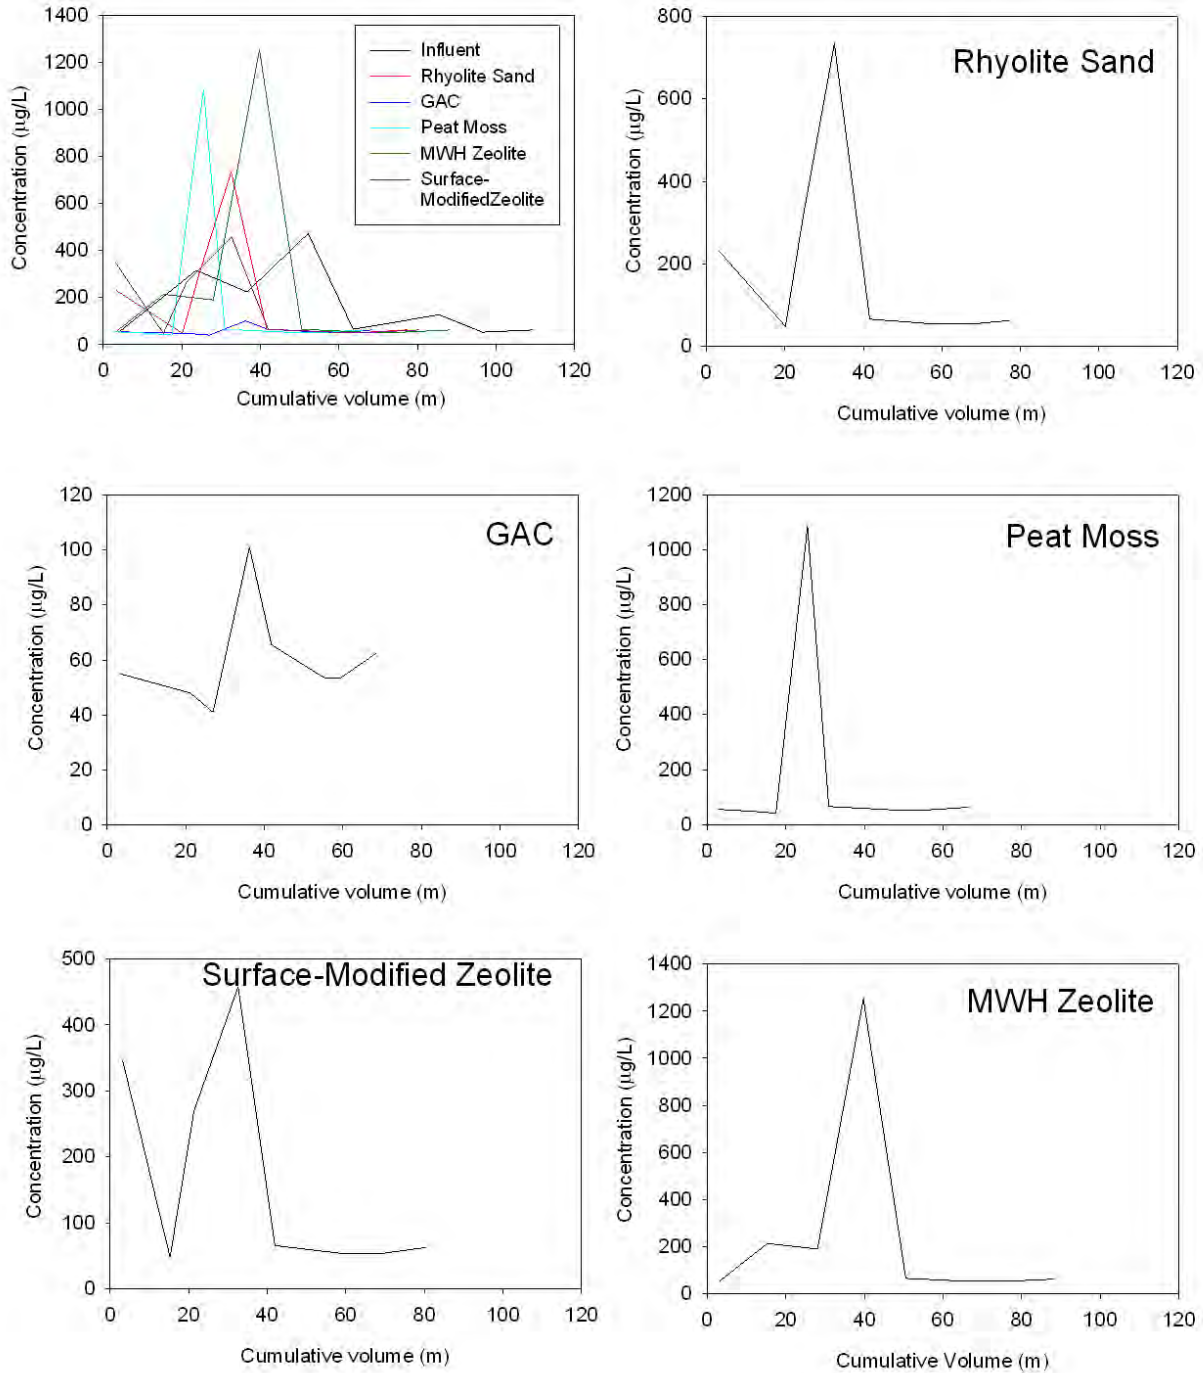 1400
1200
1000
800
600
400
200
0
0 20 40 60 80 100 120
Concentration (µg/L)
Cumulative volume (m)
Influent
Rhyolite Sand
GAC
Peat Moss
MWH Zeolite
Surface-
ModifiedZeolite
800
600
400
200
0
0 20 40 60 80 100 120
Concentration (µg/L)
Cumulative volume (m)
Rhyolite Sand
120
100
80
60
40
20
0
0 20 40 60 80 100 120
Concentration (µg/L)
Cumulative volume (m)
GAC
1200
1000
800
600
400
200
0
0 20 40 60 80 100 120
Concentration (µg/L)
Cumulative volume (m)
Peat Moss
500
400
300
200
100
0
0 20 40 60 80 100 120
Concentration (µg/L)
Cumulative volume (m)
Surface-Modified Zeolite
1400
1200
1000
800
600
400
200
0
0 20 40 60 80 100 120
Concentration (µg/L)
Cumulative Volume (m)
MWH Zeolite